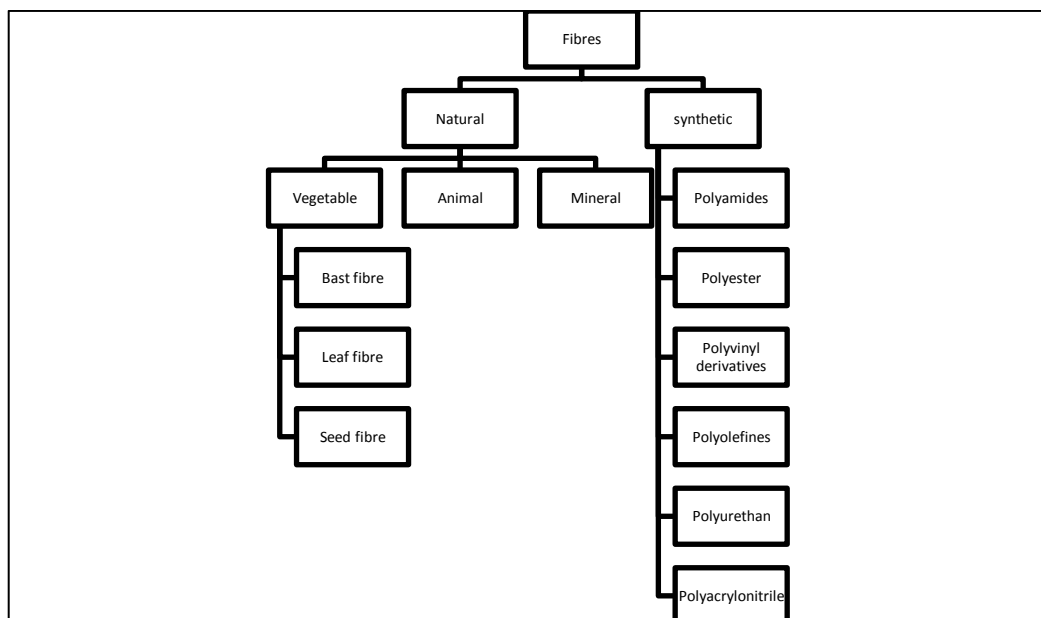 Fibres
Natural
synthetic
Vegetable
Animal
Mineral
Polyamides
Bast fibre
Polyester
Leaf fibre
Polyvinyl
derivatives
Seed fibre
Polyolefines
Polyurethan
Polyacrylonitrile